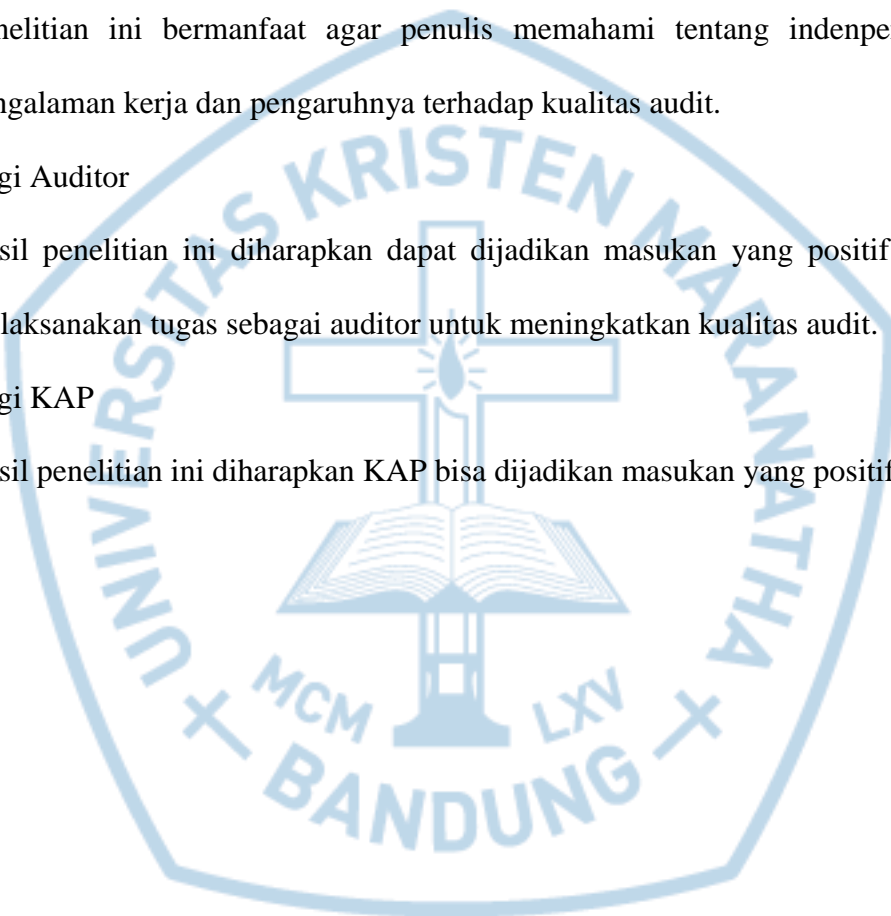 nelitian ini bermanfaat agar penulis memahami tentang indenpe
ngalaman kerja dan pengaruhnya terhadap kualitas audit.
gi Auditor
sil penelitian ini diharapkan dapat dijadikan masukan yang positif
laksanakan tugas sebagai auditor untuk meningkatkan kualitas audit.
gi KAP
sil penelitian ini diharapkan KAP bisa dijadikan masukan yang positif
UNIVERSITAS KRISTEN MARANATHA
MCM LXV
BANDUNG